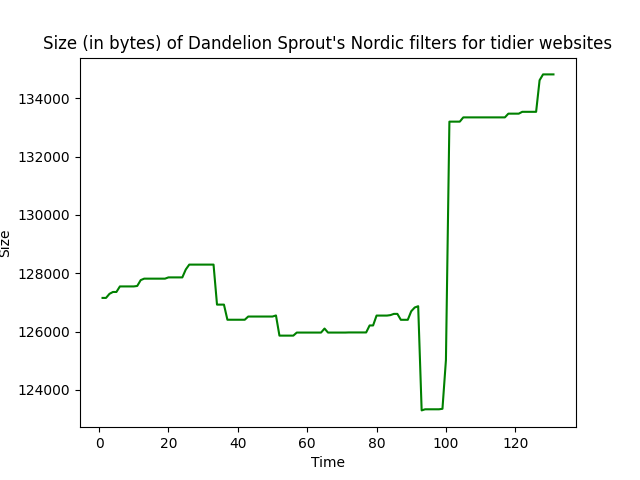 Size (in bytes) of Dandelion Sprout's Nordic filters for tidier websites
134000
132000
130000
128000
126000
124000
Size
0 20 40 60 80 100 120
Time